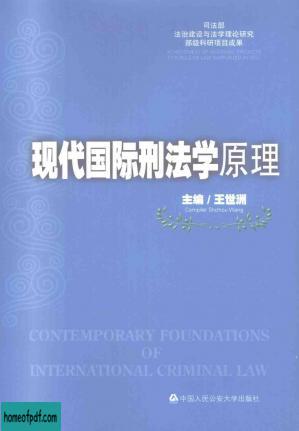 司法部
法治建设与法学理论研究
部级科研项目成果
现代国际刑法学原理
主编/王世洲
Compiler Shizhou Wang
CONTEMPORARY FOUNDATIONS
OF
INTERNATIONAL CRIMINAL LAW
中国人民公安大学出版社
homeofpdf.com
homeofpdf.com